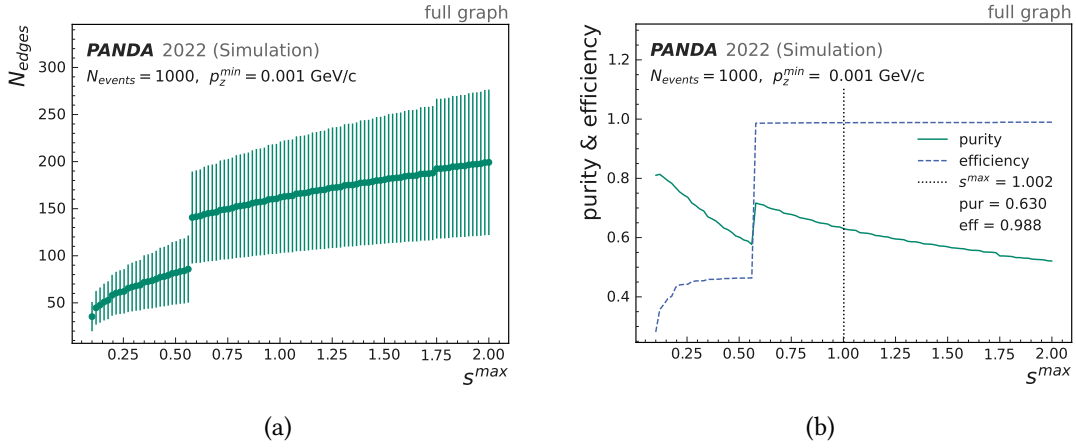 full graph
PANDA 2022 (Simulation)
N_events = 1000, p_z^min = 0.001 GeV/c
N_edges
300
250
200
150
100
50
0.25 0.50 0.75 1.00 1.25 1.50 1.75 2.00
s^max
(a)
full graph
PANDA 2022 (Simulation)
N_events = 1000, p_z^min = 0.001 GeV/c
purity & efficiency
1.2
1.0
0.8
0.6
0.4
purity
efficiency
s^max = 1.002
pur = 0.630
eff = 0.988
0.25 0.50 0.75 1.00 1.25 1.50 1.75 2.00
s^max
(b)